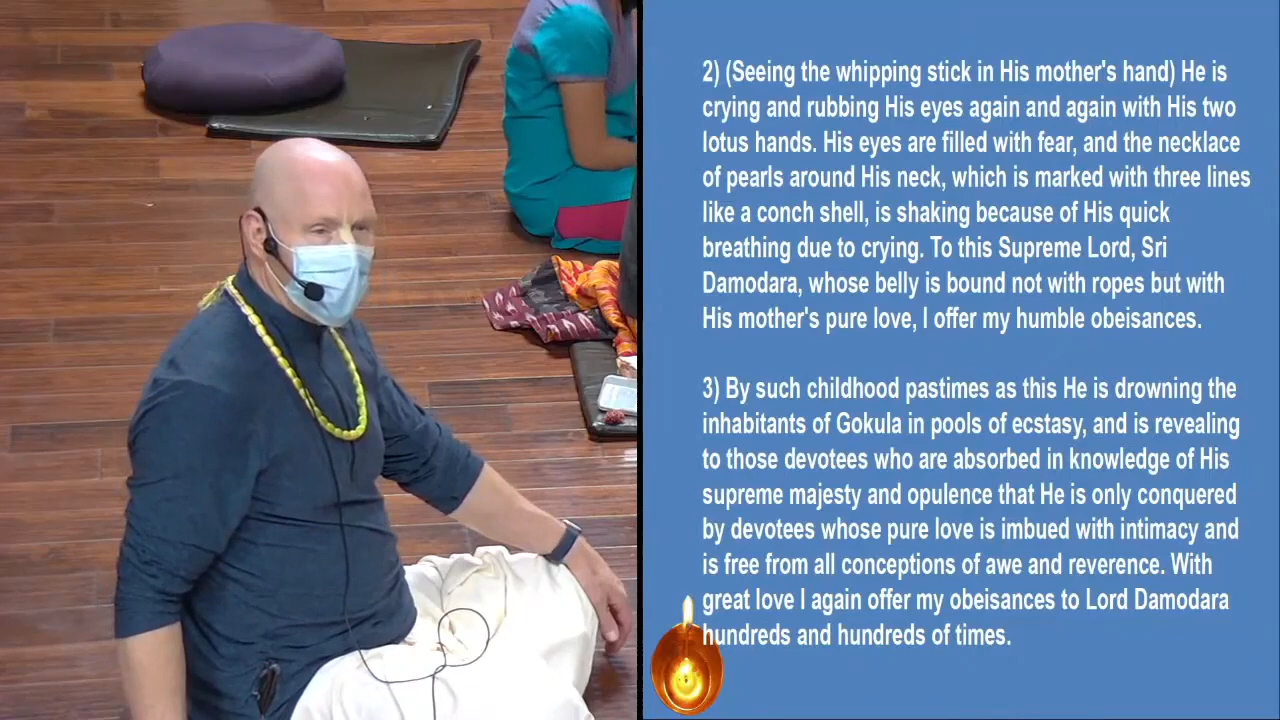 2) (Seeing the whipping stick in His mother's hand) He is
crying and rubbing His eyes again and again with His two
lotus hands. His eyes are filled with fear, and the necklace
of pearls around His neck, which is marked with three lines
like a conch shell, is shaking because of His quick
breathing due to crying. To this Supreme Lord, Sri
Damodara, whose belly is bound not with ropes but with
His mother's pure love, I offer my humble obeisances.
3) By such childhood pastimes as this He is drowning the
inhabitants of Gokula in pools of ecstasy, and is revealing
to those devotees who are absorbed in knowledge of His
supreme majesty and opulence that He is only conquered
by devotees whose pure love is imbued with intimacy and
is free from all conceptions of awe and reverence. With
great love I again offer my obeisances to Lord Damodara
hundreds and hundreds of times.